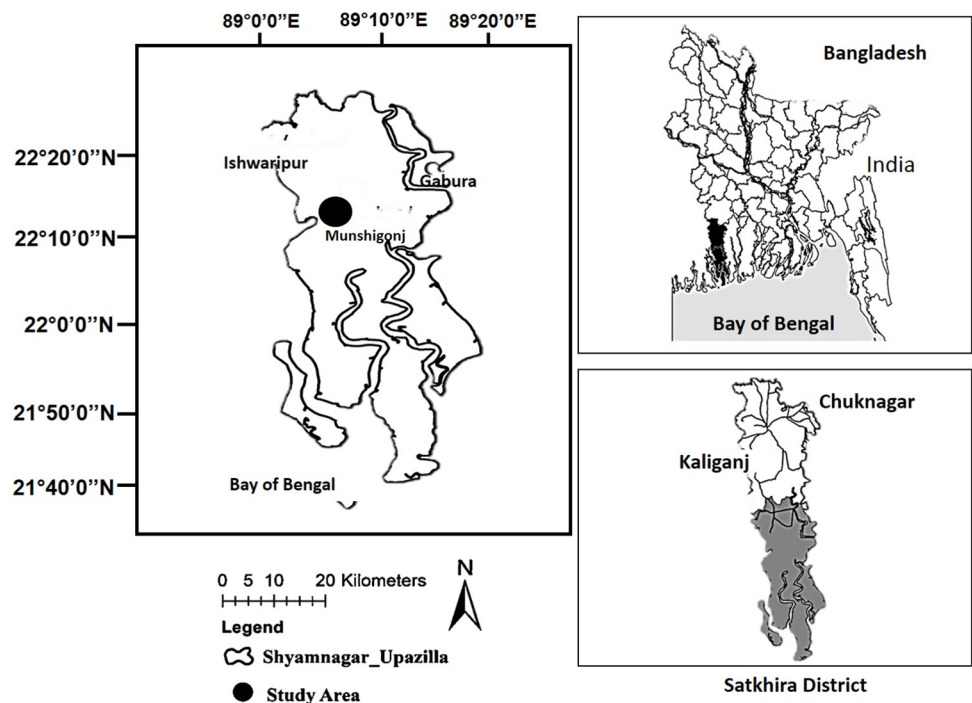 89°0'0’’E 89°10'0’’E 89°20'0’’E
22°20’0”N
22°10’0”N
22°0’0”N
21°50’0”N
21°40’0”N
Ishwaripur
Gabura
Munshigonj
Bay of Bengal
0 5 10 20 Kilometers
N
Legend
Shyamnagar_Upazilla
Study Area
Bangladesh
India
Bay of Bengal
Chuknagar
Kaliganj
Satkhira District